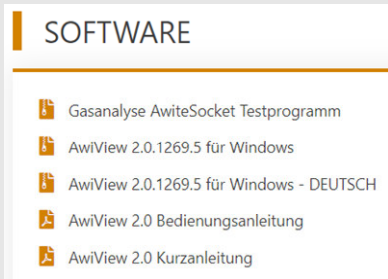 SOFTWARE
Gasanalyse AwiteSocket Testprogramm
AwiView 2.0.1269.5 für Windows
AwiView 2.0.1269.5 für Windows - DEUTSCH
AwiView 2.0 Bedienungsanleitung
AwiView 2.0 Kurzanleitung